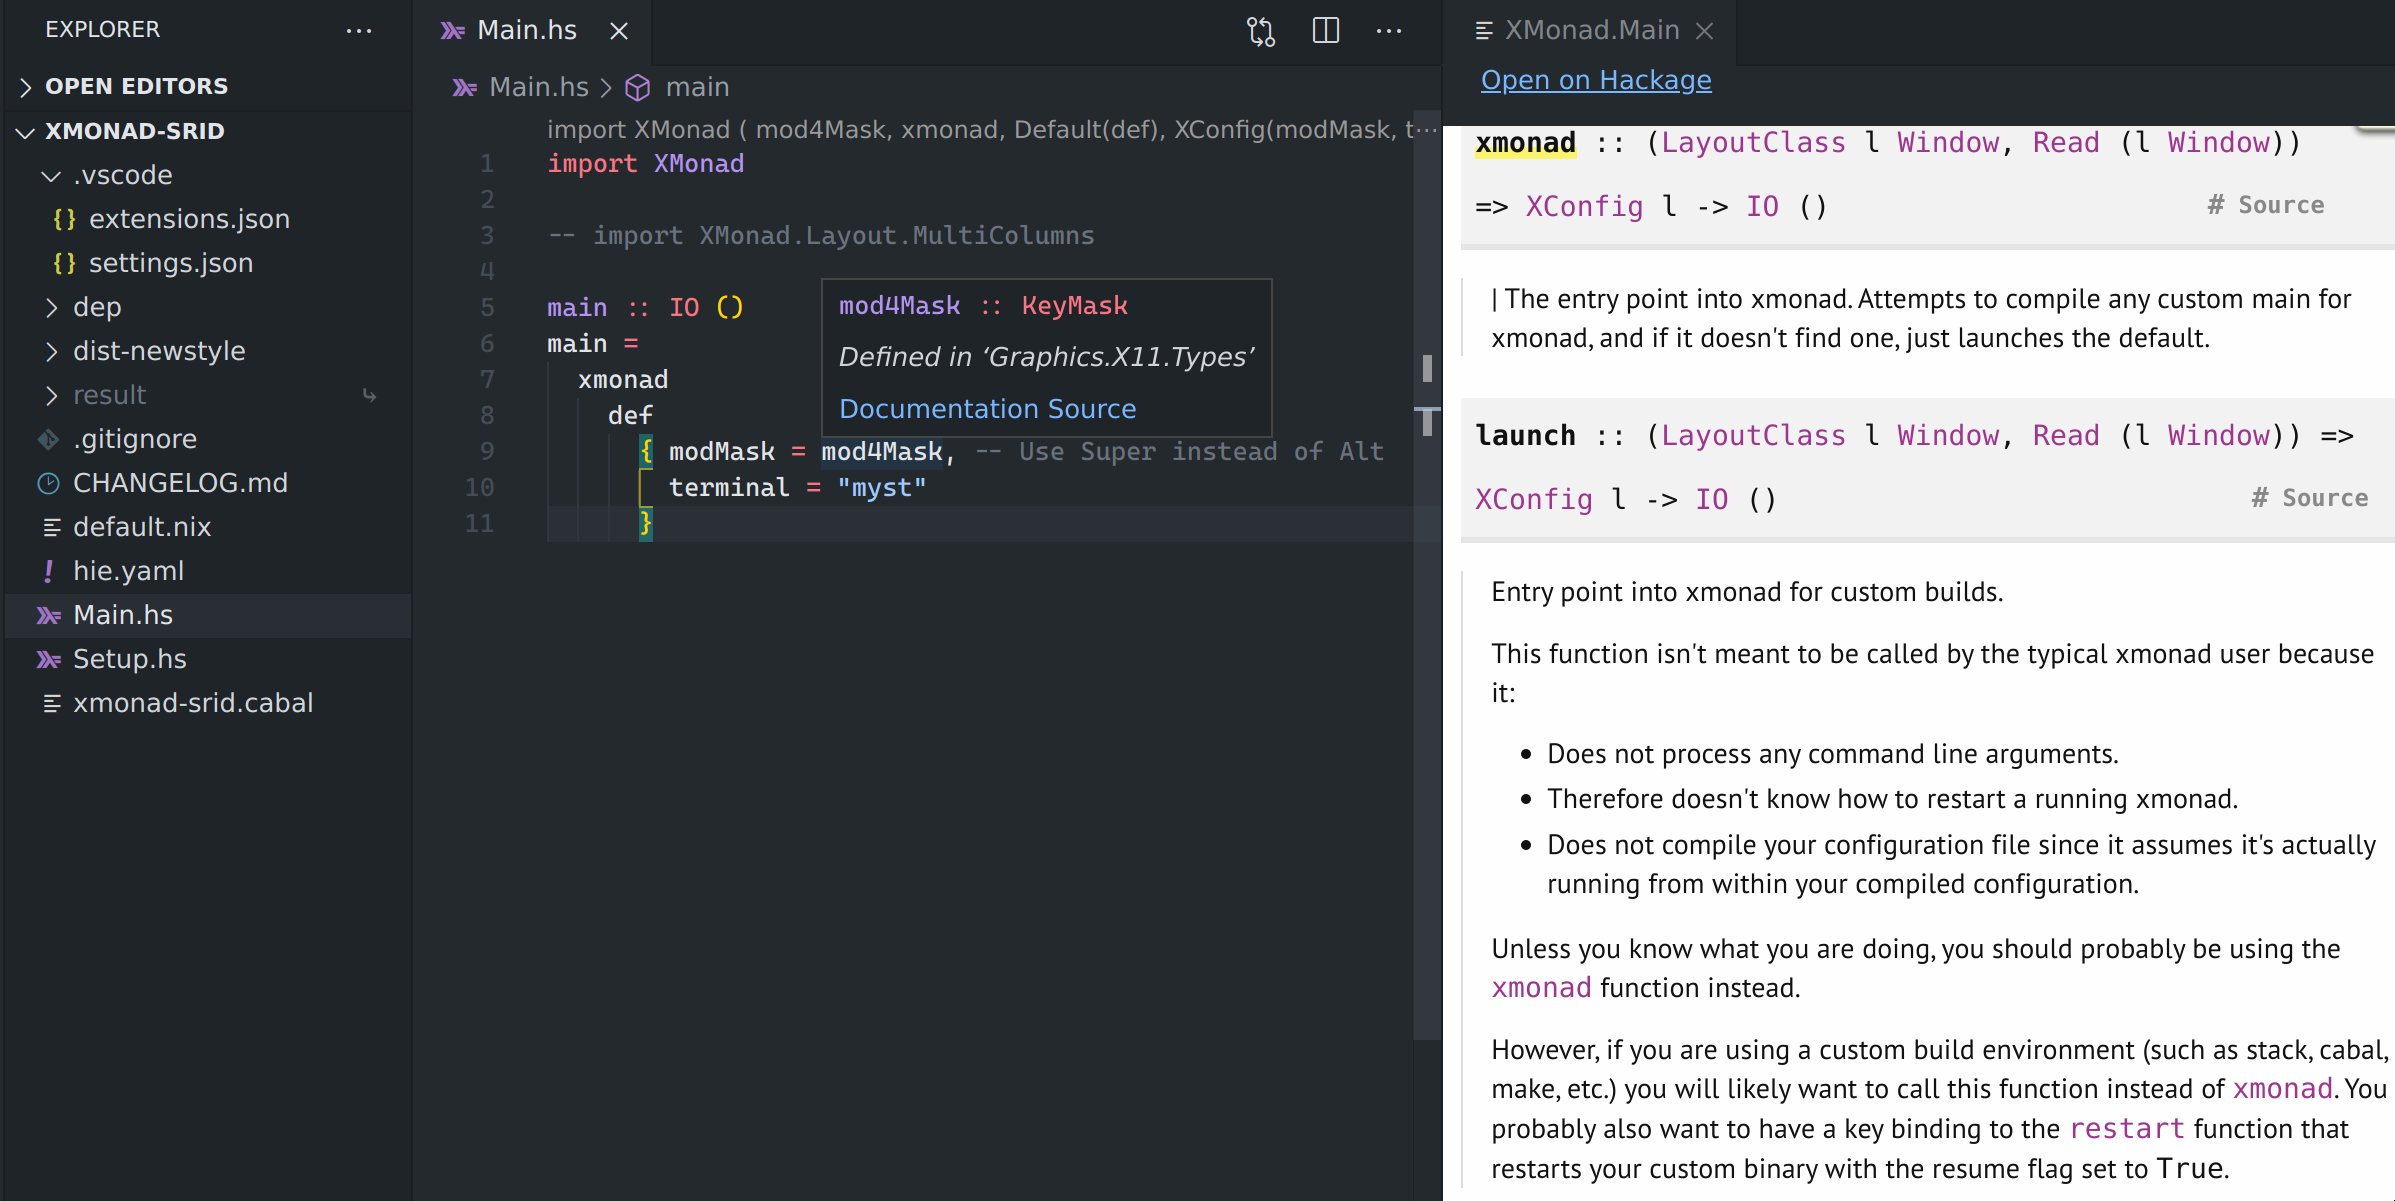 EXPLORER
OPEN EDITORS
XMONAD-SRID
.vscode
{} extensions.json
{} settings.json
dep
dist-newstyle
result
.gitignore
CHANGELOG.md
default.nix
! hie.yaml
Main.hs
Setup.hs
xmonad-srid.cabal
Main.hs
Main.hs > main
import XMonad ( mod4Mask, xmonad, Default(def), XConfig(modMask, t···
1 import XMonad
2
3 -- import XMonad.Layout.MultiColumns
4
5 main :: IO ()
6 main =
7 xmonad
8 def
9 { modMask = mod4Mask, -- Use Super instead of Alt
10 terminal = "myst"
11 }
mod4Mask :: KeyMask
Defined in ‘Graphics.X11.Types’
Documentation Source
XMonad.Main
Open on Hackage
xmonad :: (LayoutClass l Window, Read (l Window))
=> XConfig l -> IO () # Source
| The entry point into xmonad. Attempts to compile any custom main for
xmonad, and if it doesn't find one, just launches the default.
launch :: (LayoutClass l Window, Read (l Window)) =>
XConfig l -> IO () # Source
Entry point into xmonad for custom builds.
This function isn't meant to be called by the typical xmonad user because
it:
• Does not process any command line arguments.
• Therefore doesn't know how to restart a running xmonad.
• Does not compile your configuration file since it assumes it's actually
running from within your compiled configuration.
Unless you know what you are doing, you should probably be using the
xmonad function instead.
However, if you are using a custom build environment (such as stack, cabal,
make, etc.) you will likely want to call this function instead of xmonad. You
probably also want to have a key binding to the restart function that
restarts your custom binary with the resume flag set to True.